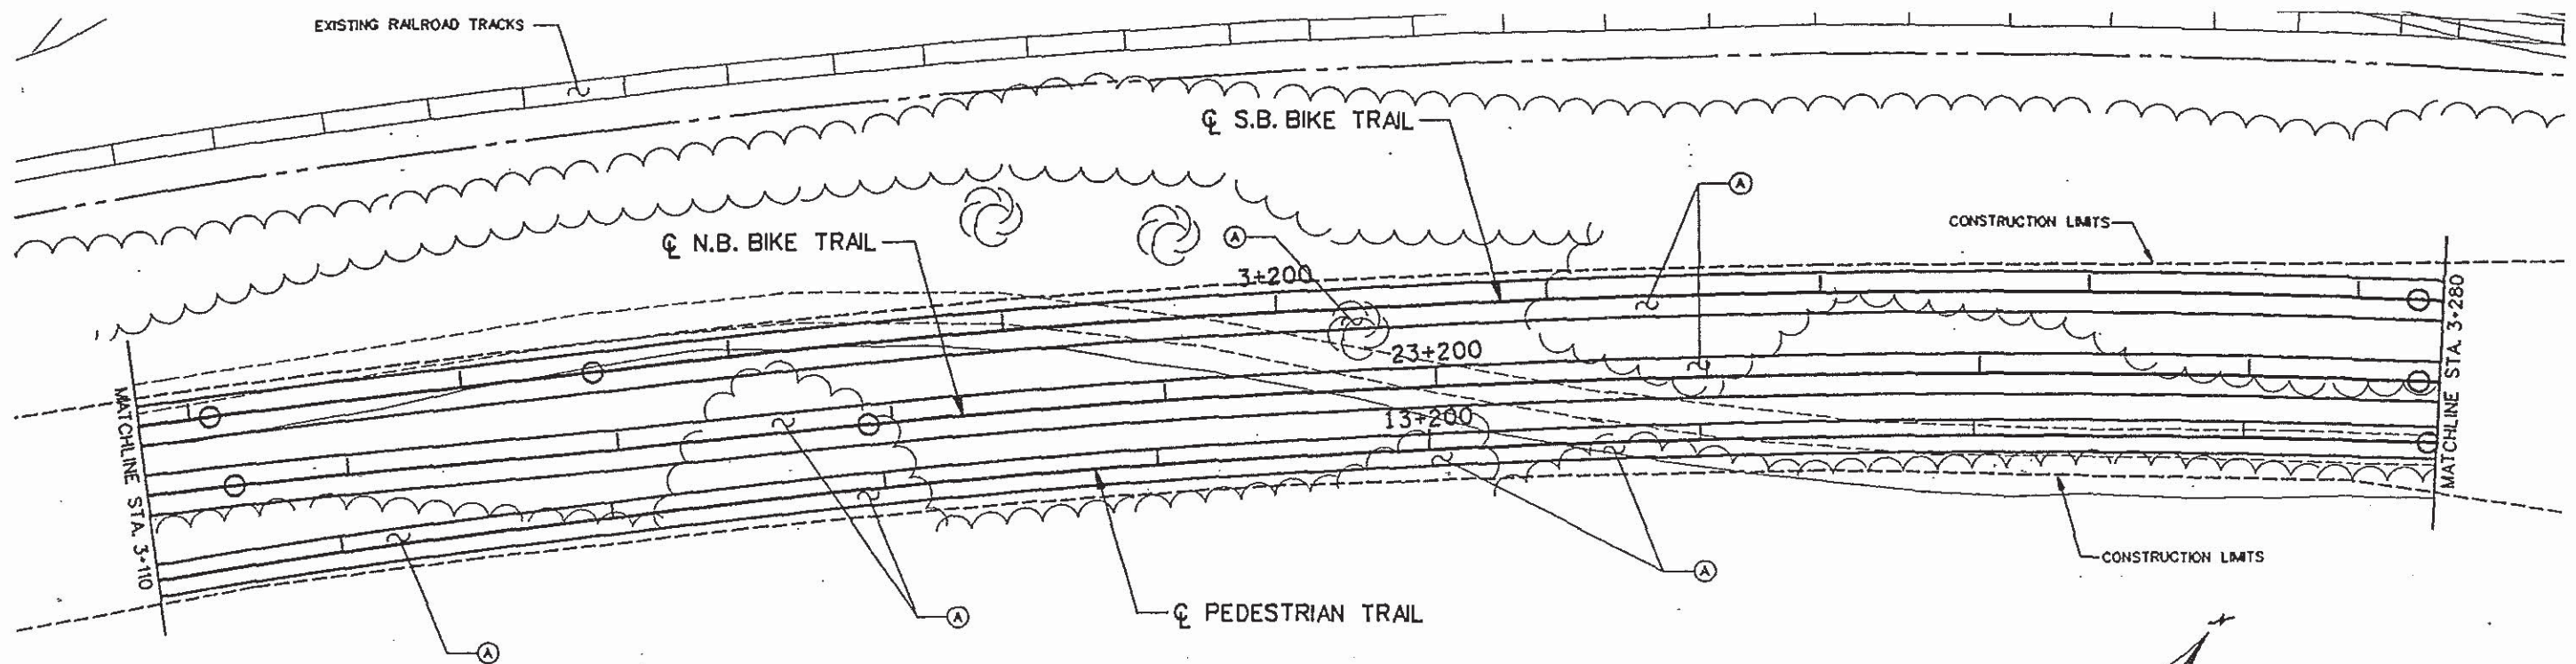 EXISTING RAILROAD TRACKS
℄ S.B. BIKE TRAIL
A
CONSTRUCTION LIMITS
℄ N.B. BIKE TRAIL
A
3+200
23+200
13+200
MATCHLINE STA. 3+280
MATCHLINE STA. 3+110
CONSTRUCTION LIMITS
A
℄ PEDESTRIAN TRAIL
A
A